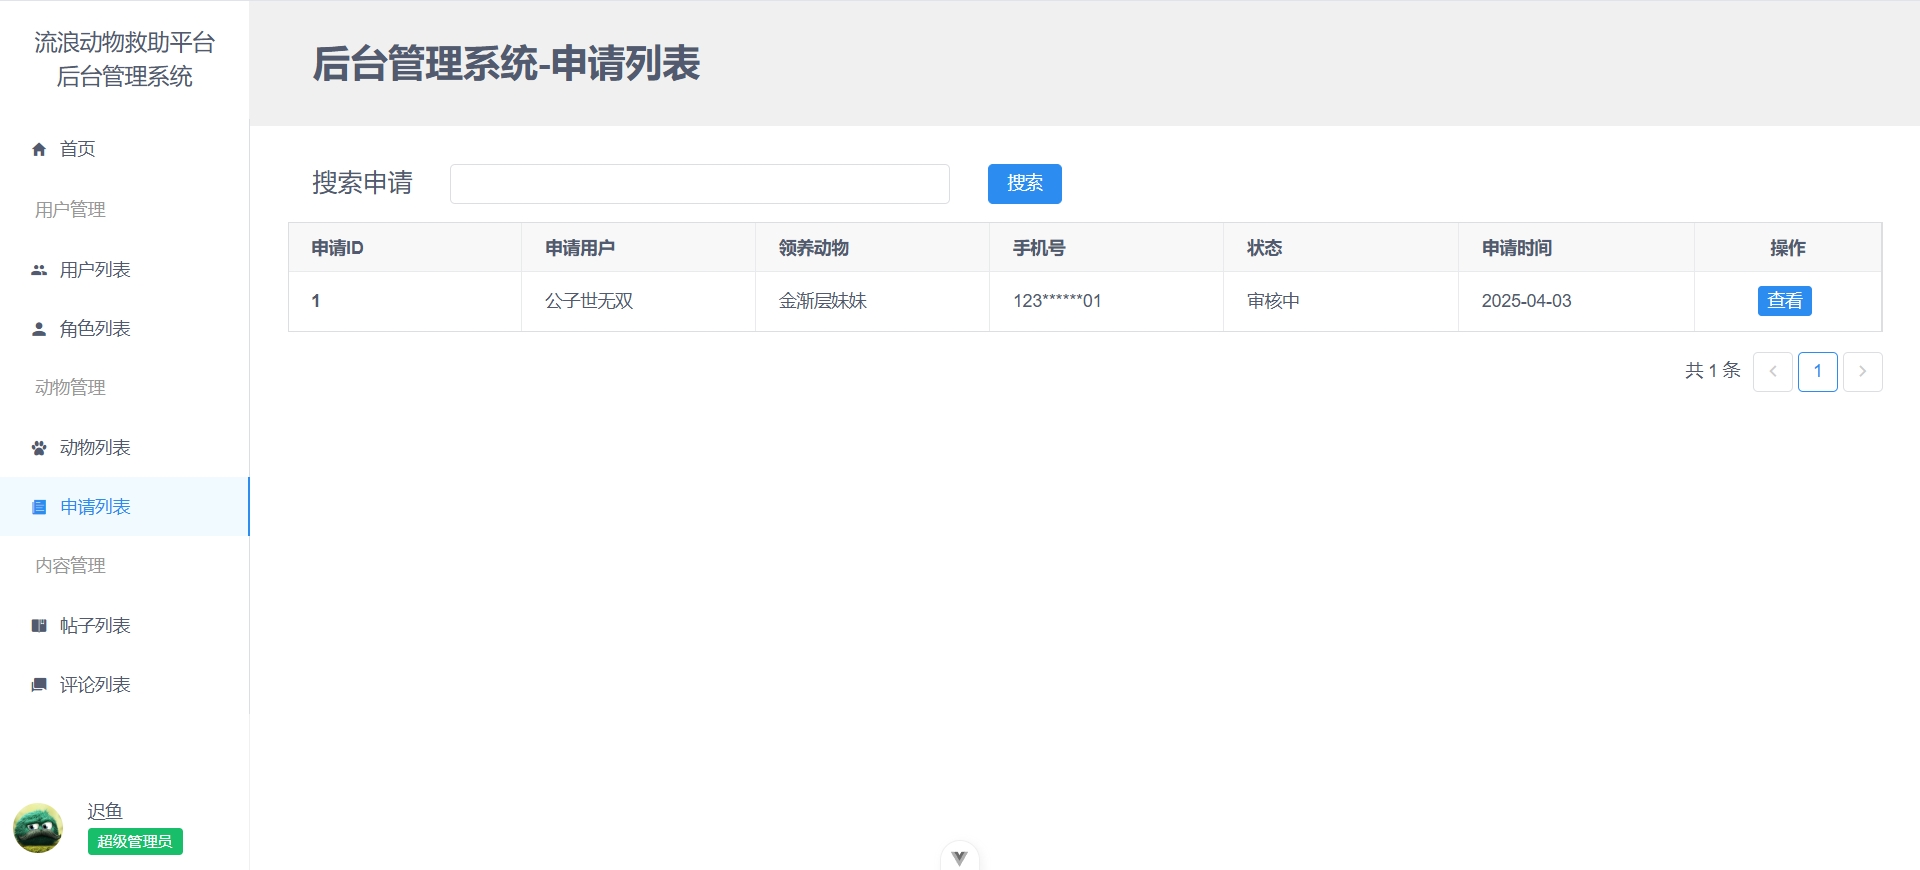 流浪动物救助平台
后台管理系统
首页
用户管理
用户列表
角色列表
动物管理
动物列表
申请列表
内容管理
帖子列表
评论列表
迟鱼
超级管理员
后台管理系统-申请列表
搜索申请
搜索
申请ID 申请用户 领养动物 手机号 状态 申请时间 操作
1 公子世无双 金渐层妹妹 123******01 审核中 2025-04-03 查看
共 1 条 1